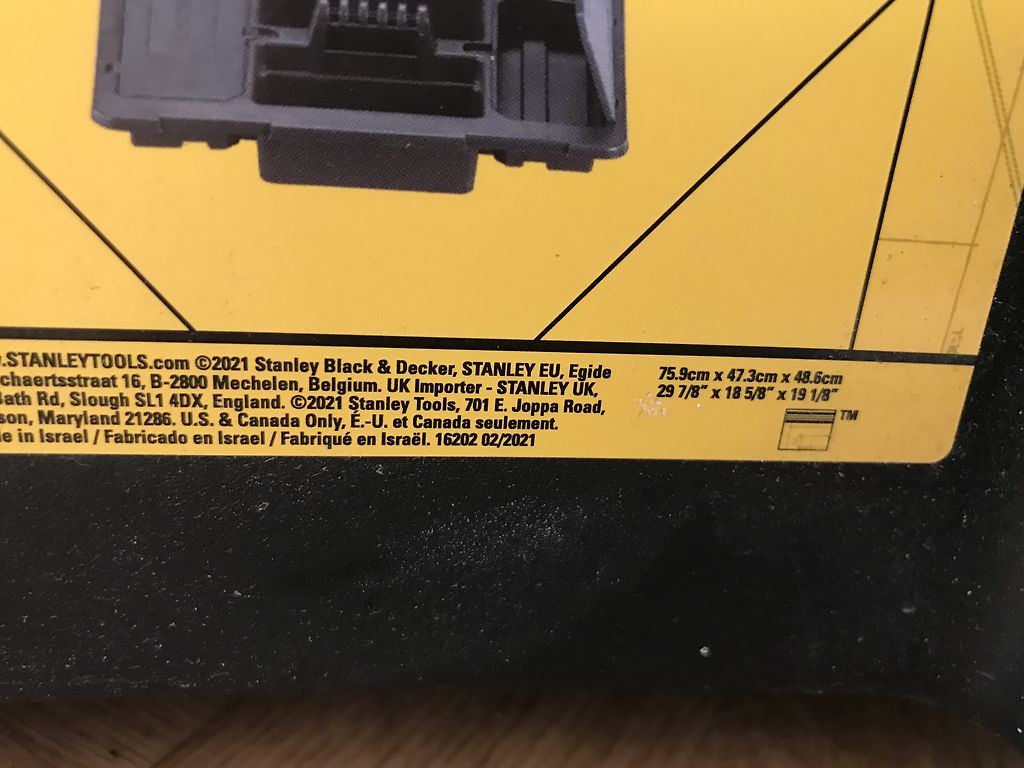 .STANLEYTOOLS.com ©2021 Stanley Black & Decker, STANLEY EU, Egide
chaertsstraat 16, B-2800 Mechelen, Belgium. UK Importer - STANLEY UK,
Bath Rd, Slough SL1 4DX, England. ©2021 Stanley Tools, 701 E. Joppa Road,
son, Maryland 21286. U.S. & Canada Only, É.-U. et Canada seulement.
le in Israel / Fabricado en Israel / Fabriqué en Israël. 16202 02/2021
75.9cm x 47.3cm x 48.6cm
29 7/8” x 18 5/8” x 19 1/8”
TM